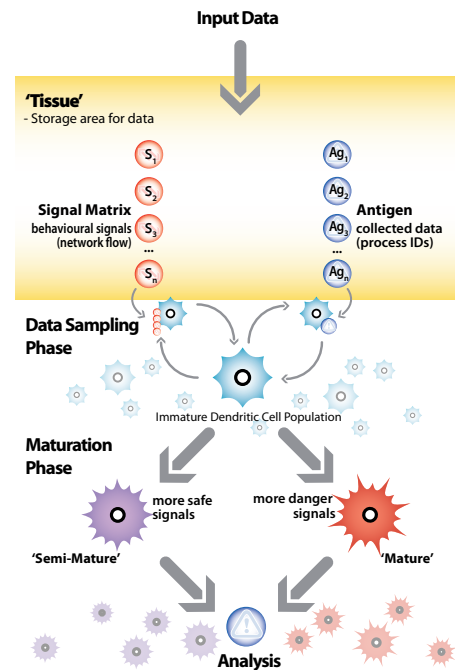 Input Data
'Tissue'
- Storage area for data
S1
Ag1
S2
Ag2
Signal Matrix
behavioural signals
(network flow)
S3
...
Sn
Antigen
collected data
(process IDs)
Ag3
...
Agn
Data Sampling
Phase
Immature Dendritic Cell Population
Maturation
Phase
more safe
signals
more danger
signals
'Semi-Mature'
'Mature'
Analysis